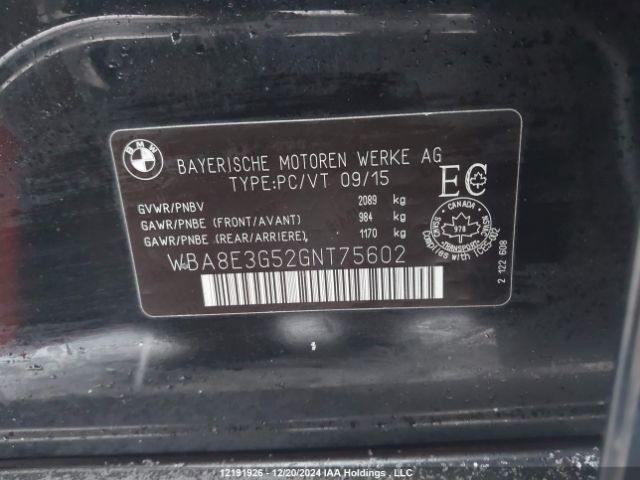 BMW
BAYERISCHE MOTOREN WERKE AG
TYPE:PC/VT 09/15
EC
GVWR/PNBV 2089 kg
GAWR/PNBE (FRONT/AVANT) 984 kg
GAWR/PNBE (REAR/ARRIERE) 1170 kg
CANADA
978
WBA8E3G52GNT75602
2 122 608
12191926 - 12/20/2024 IAA Holdings , LLC